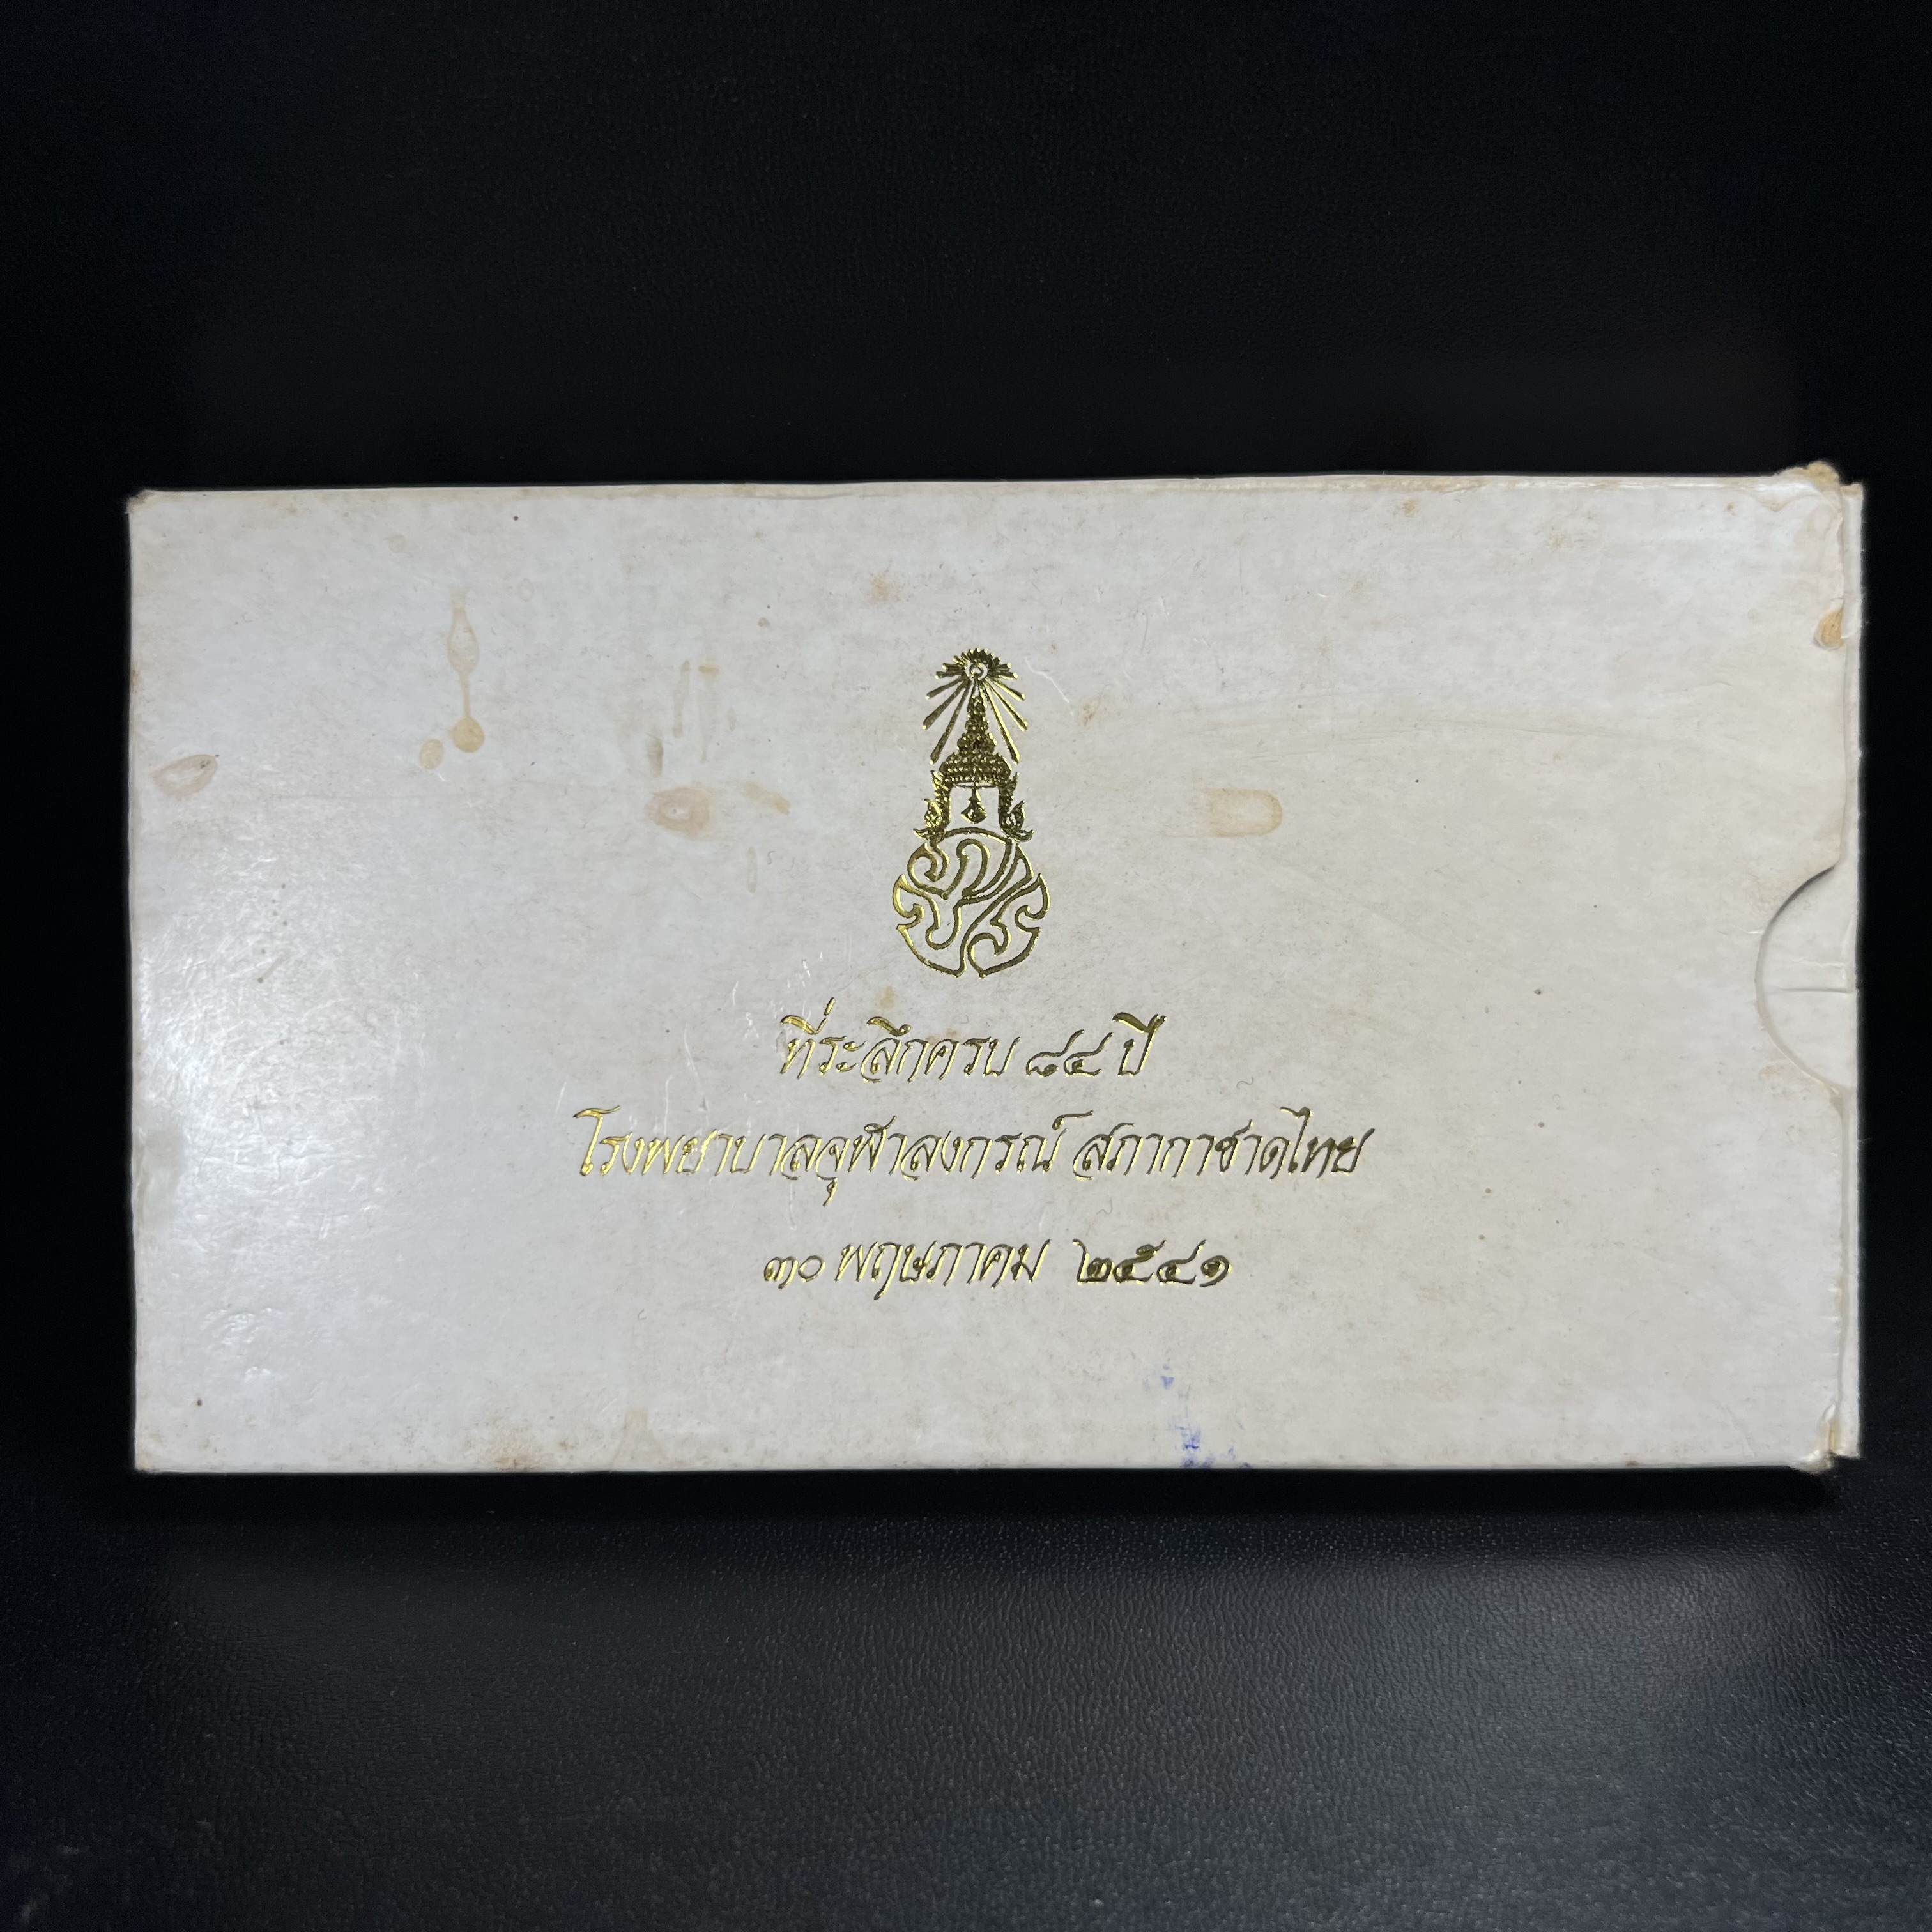 ที่ระลึกครบ ๘๔ ปี
โรงพยาบาลจุฬาลงกรณ์ สภากาชาดไทย
๓๐ พฤษภาคม ๒๕๔๑